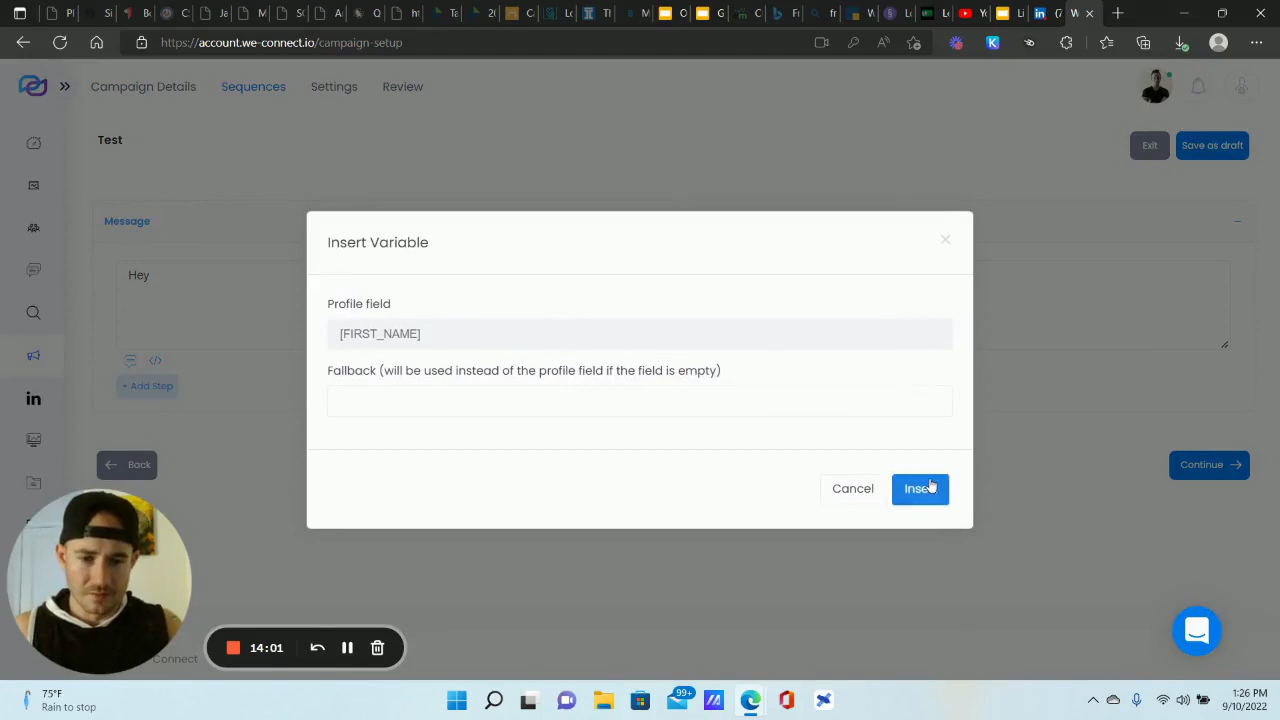 https://account.we-connect.io/campaign-setup
Campaign Details
Sequences
Settings
Review
Test
Exit
Save as draft
Message
Insert Variable
Hey
Profile field
[FIRST_NAME]
Fallback (will be used instead of the profile field if the field is empty)
+ Add Step
Back
Continue
Cancel
14:01
Connect
99+
75°F
Rain to stop
1:26 PM
9/10/2022